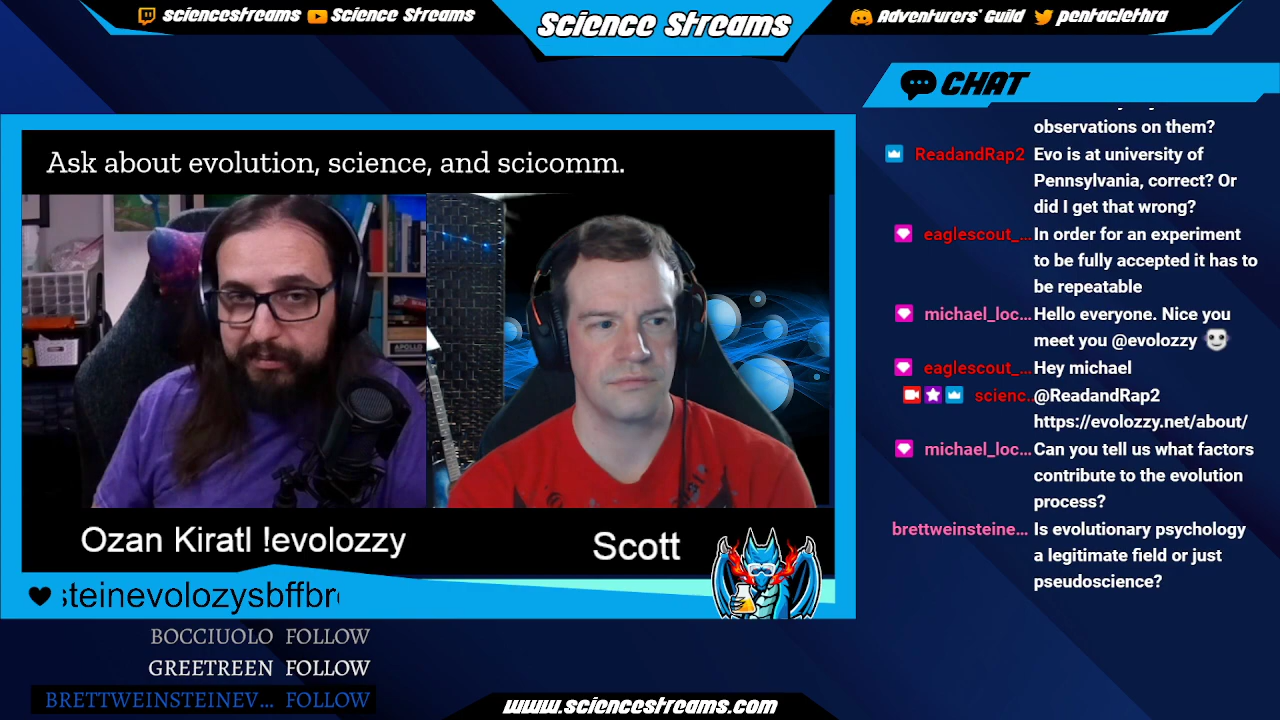 sciencestreams Science Streams
Science Streams
Adventurers' Guild pentaclethra
CHAT
observations on them?
ReadandRap2 Evo is at university of
Pennsylvania, correct? Or
did I get that wrong?
eaglescout_... In order for an experiment
to be fully accepted it has to
be repeatable
michael_loc... Hello everyone. Nice you
meet you @evolozzy
eaglescout_... Hey michael
scienc... @ReadandRap2
https://evolozzy.net/about/
michael_loc... Can you tell us what factors
contribute to the evolution
process?
brettweinsteine... Is evolutionary psychology
a legitimate field or just
pseudoscience?
Ask about evolution, science, and scicomm.
APOLLO
Ozan Kiratl !evolozzy
Scott
steinevolozysbffbr
BOCCIUOLO FOLLOW
GREETREEN FOLLOW
BRETTWEINSTEINEV... FOLLOW
www.sciencestreams.com